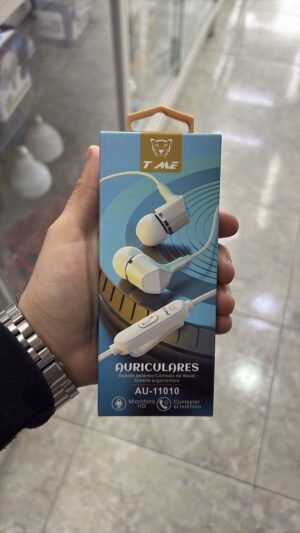 T ME
AURICULARES
Sonido estéreo/Cómodo de llevar
Diseño ergonómico
AU-11010
Micrófono
HD
Contestar
el teléfono